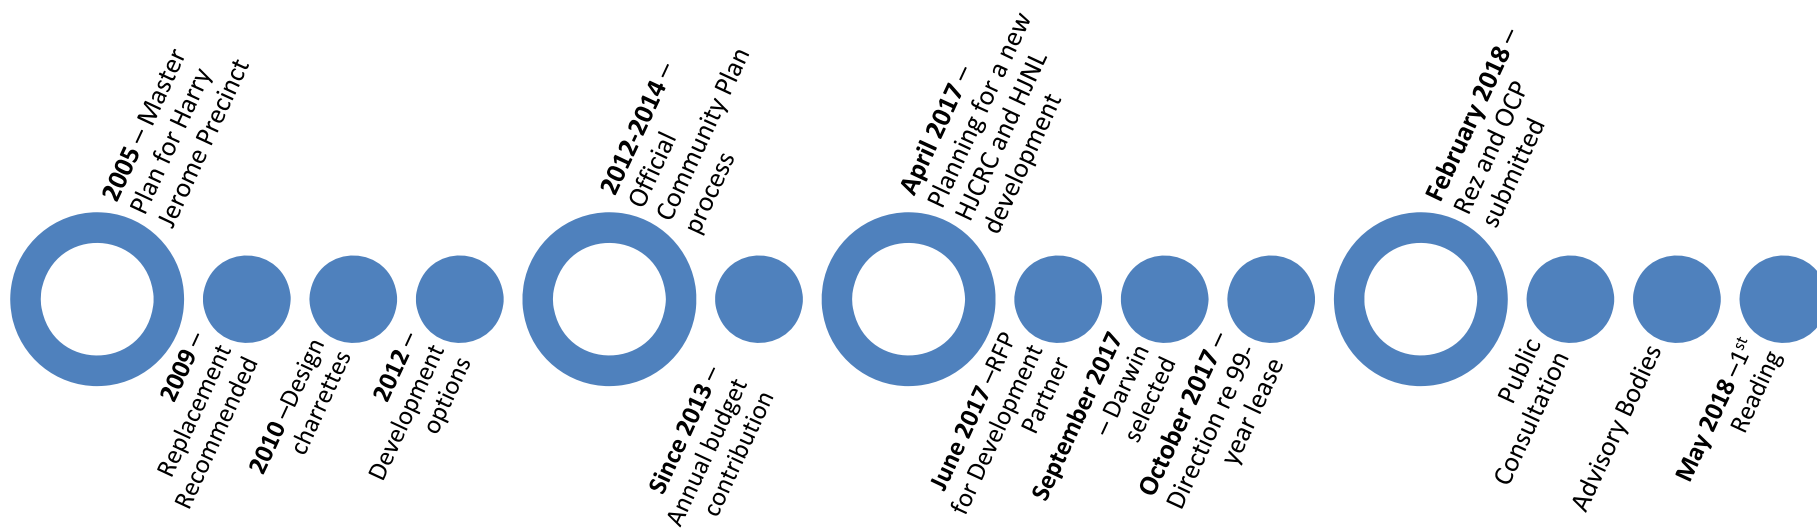 2005 – Master
Plan for Harry
Jerome Precinct
2009 –
Replacement
Recommended
2010 –Design
charrettes
2012 –
Development
options
2012-2014 –
Official
Community Plan
process
Since 2013 –
Annual budget
contribution
April 2017 –
Planning for a new
HJCRC and HJNL
development
June 2017 –RFP
for Development
Partner
September 2017
– Darwin
selected
October 2017 –
Direction re 99-
year lease
February 2018 –
Rez and OCP
submitted
Public
Consultation
Advisory Bodies
May 2018 –1st
Reading